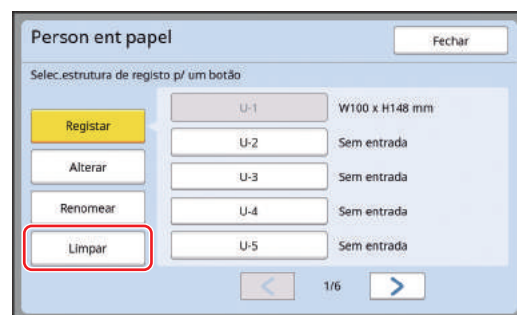 Person ent papel
Fechar
Selec.estrutura de registo p/ um botão
Registar
Alterar
Renomear
Limpar
U-1 W100 x H148 mm
U-2 Sem entrada
U-3 Sem entrada
U-4 Sem entrada
U-5 Sem entrada
< 1/6 >